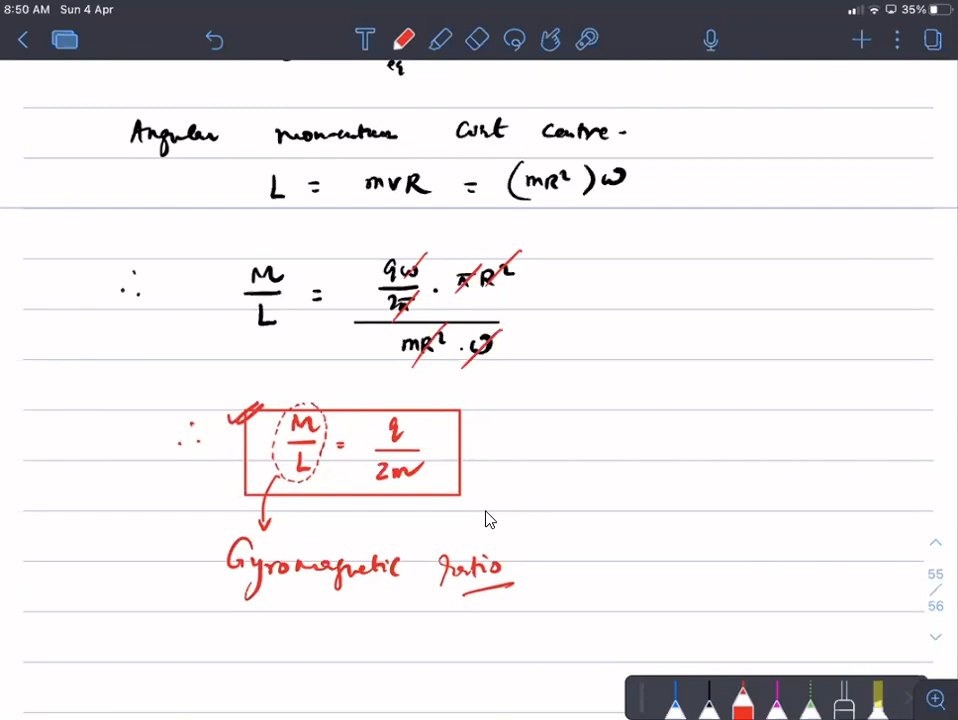 8:50 AM Sun 4 Apr 35%
T
eq
Angular momentum wrt centre.
L = mvR = (mR²)ω
∴ M/L = (qω/2π · πR²)/(mR² · ω)
∴ M/L = q/2m
Gyromagnetic ratio
55
/
56